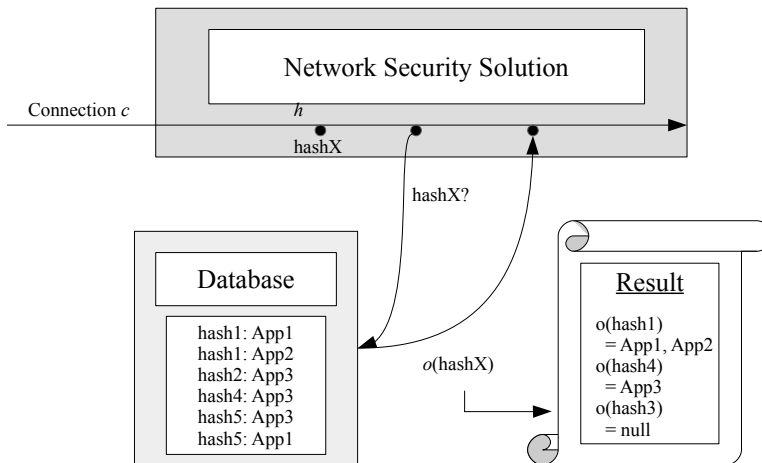 Network Security Solution
Connection c
h
hashX
hashX?
Database
hash1: App1
hash1: App2
hash2: App3
hash4: App3
hash5: App3
hash5: App1
o(hashX)
Result
o(hash1)
= App1, App2
o(hash4)
= App3
o(hash3)
= null